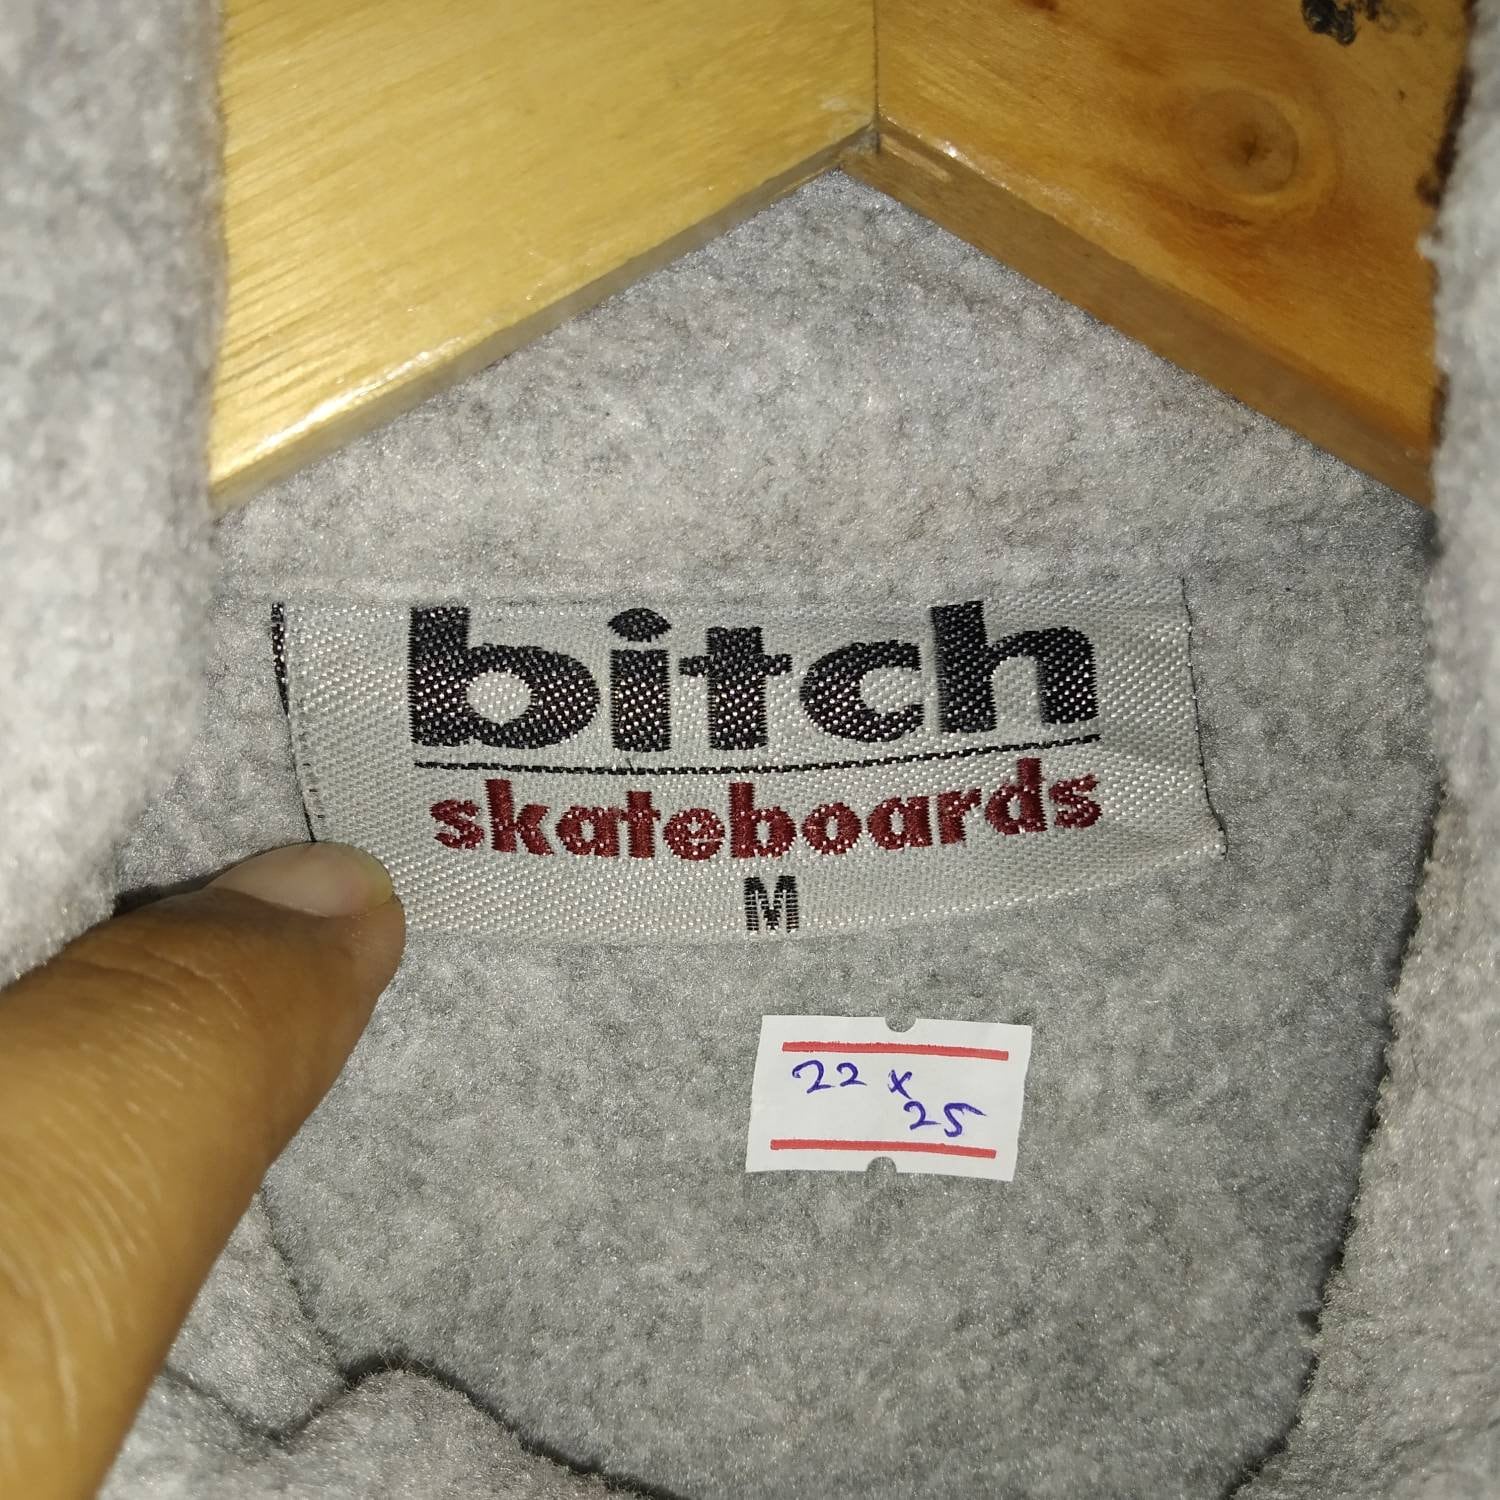 bitch
skateboards
M
22 x
25